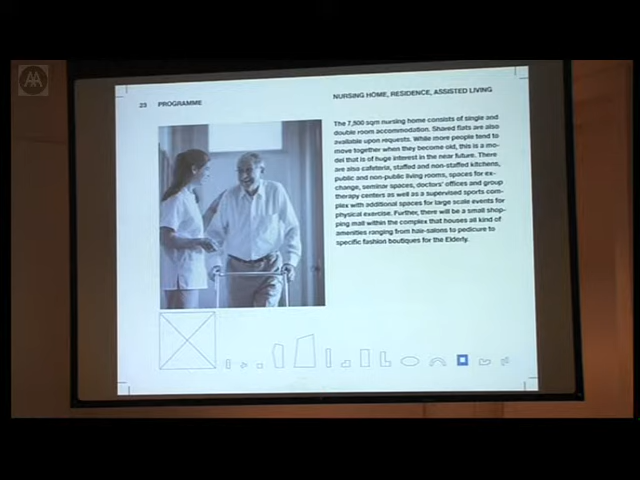 AA
23 PROGRAMME
NURSING HOME, RESIDENCE, ASSISTED LIVING
The 7,500 sqm nursing home consists of single and
double room accommodation. Shared flats are also
available upon requests. While more people tend to
move together when they become old, this is a mo-
del that is of huge interest in the near future. There
are also cafeteria, staffed and non-staffed kitchens,
public and non-public living rooms, spaces for ex-
change, seminar spaces, doctors' offices and group
therapy centers as well as a supervised sports com-
plex with additional spaces for large scale events for
physical exercise. Further, there will be a small shop-
ping mall within the complex that houses all kind of
amenities ranging from hair-salons to pedicure to
specific fashion boutiques for the Elderly.